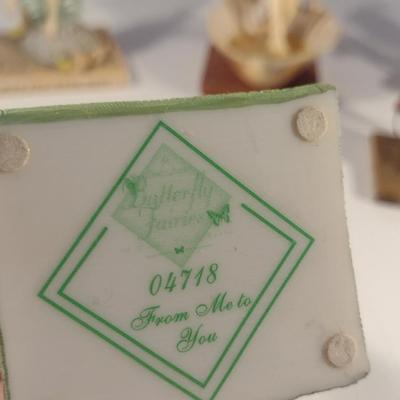 Butterfly
fairies
04718
From Me to
You